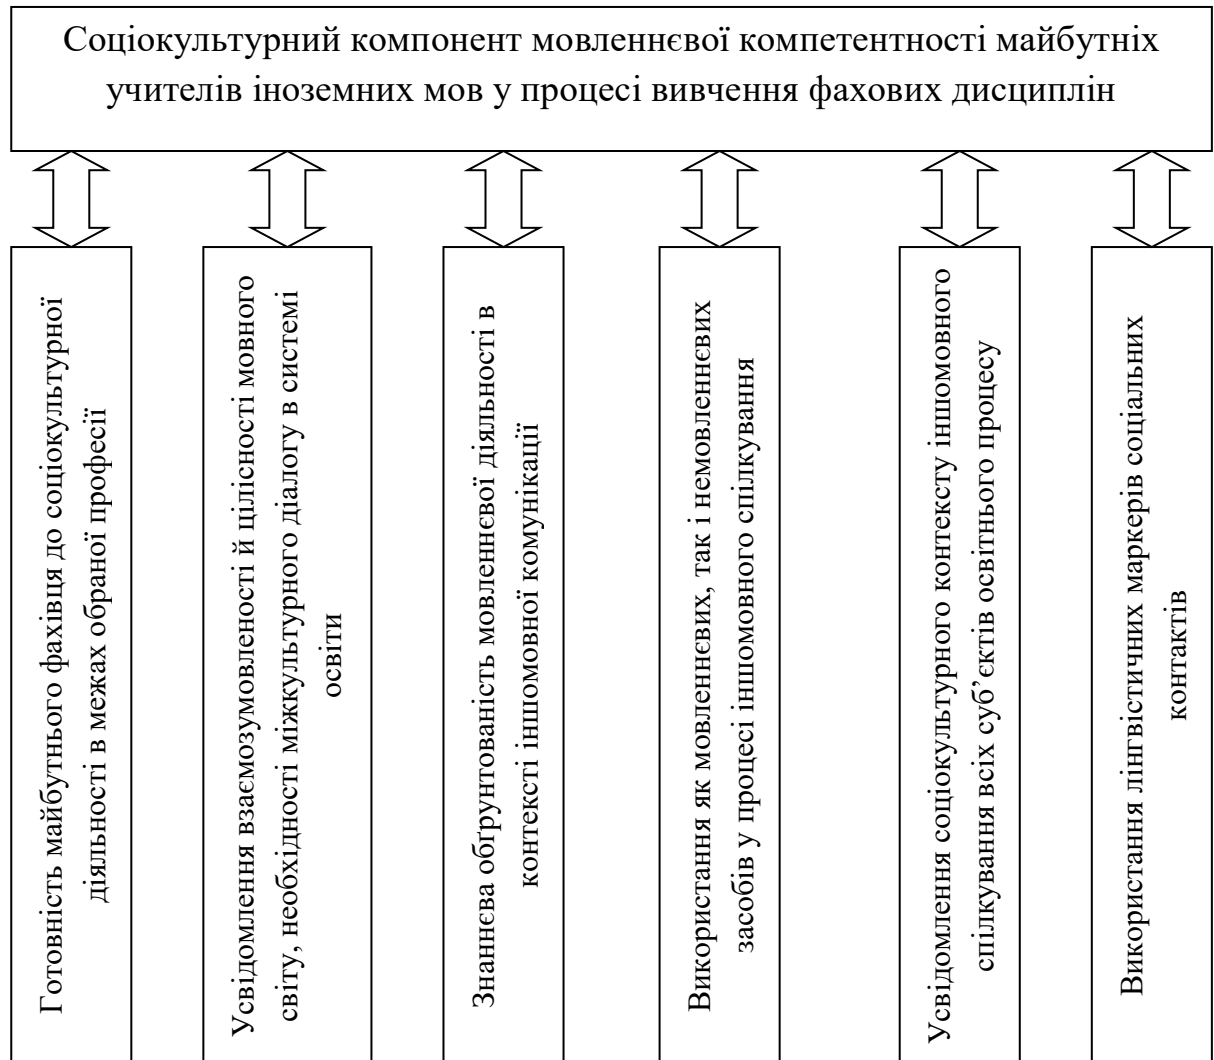 Соціокультурний компонент мовленнєвої компетентності майбутніх
учителів іноземних мов у процесі вивчення фахових дисциплін
Готовність майбутнього фахівця до соціокультурної
діяльності в межах обраної професії
Усвідомлення взаємозумовленості й цілісності мовного
світу, необхідності міжкультурного діалогу в системі
освіти
Знаннєва обґрунтованість мовленнєвої діяльності в
контексті іншомовної комунікації
Використання як мовленнєвих, так і немовленнєвих
засобів у процесі іншомовного спілкування
Усвідомлення соціокультурного контексту іншомовного
спілкування всіх суб’єктів освітнього процесу
Використання лінгвістичних маркерів соціальних
контактів